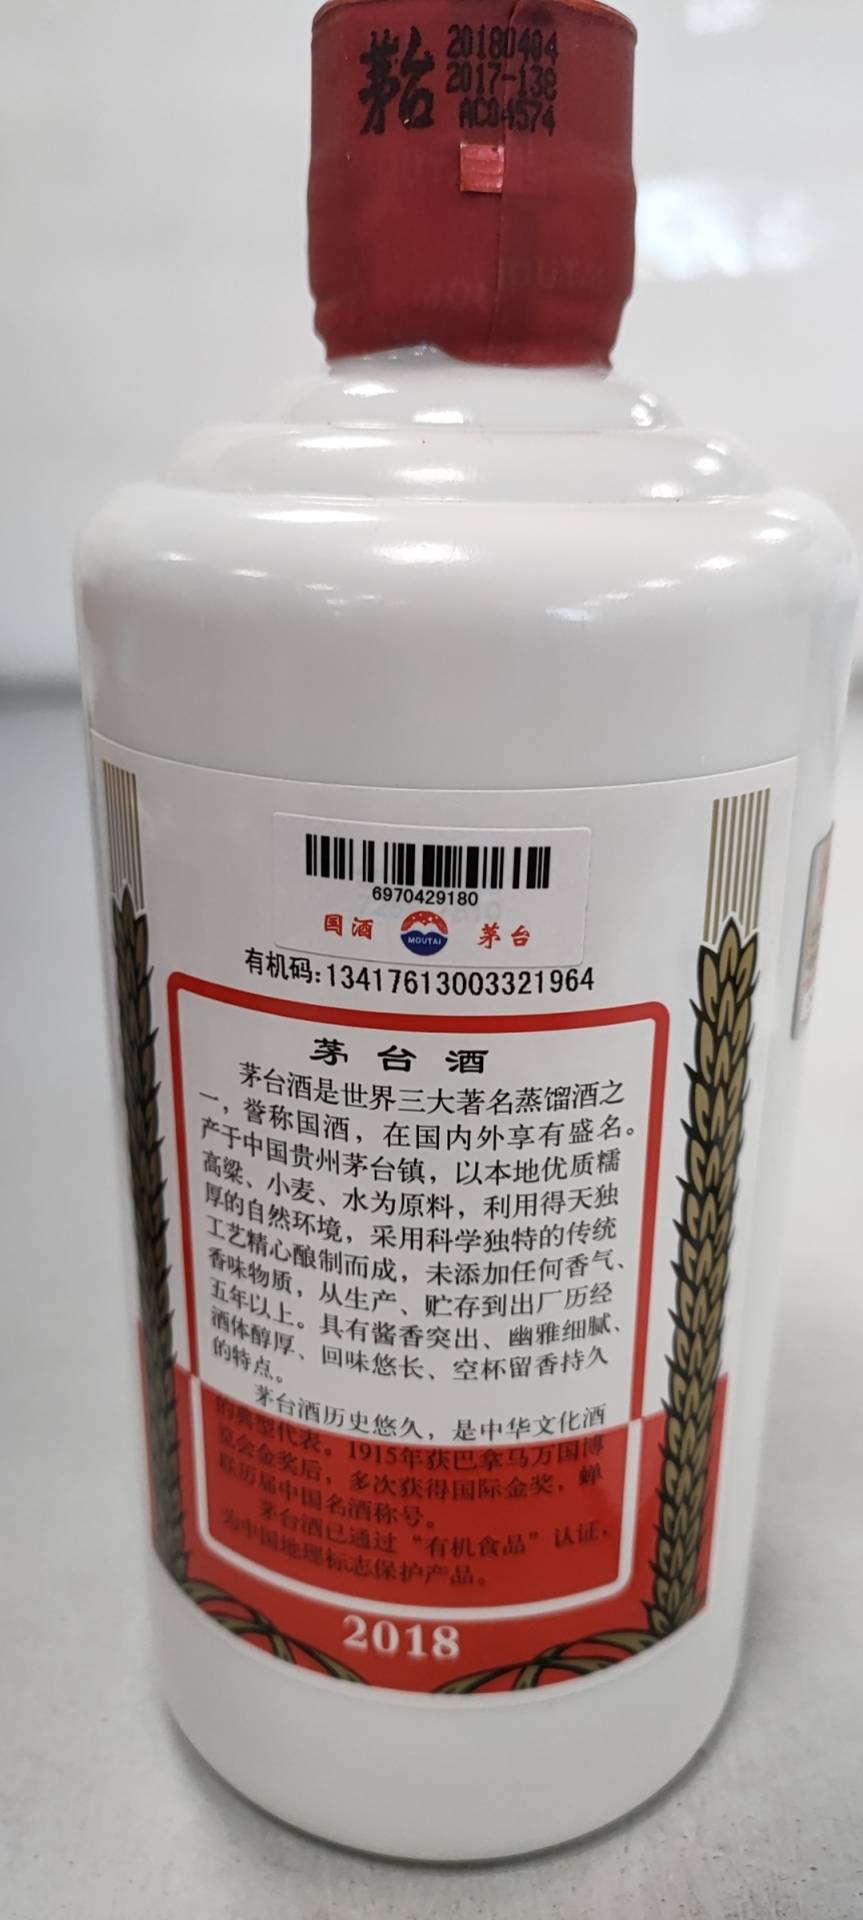 茅台
20180404
2017-138
AC04574
6970429180
国酒
MOUTAI
茅台
有机码:13417613003321964
茅台酒
茅台酒是世界三大著名蒸馏酒之
一，誉称国酒，在国内外享有盛名。
产于中国贵州茅台镇，以本地优质糯
高粱、小麦、水为原料，利用得天独
厚的自然环境，采用科学独特的传统
工艺精心酿制而成，未添加任何香气、
香味物质，从生产、贮存到出厂历经
五年以上。具有酱香突出、幽雅细腻、
酒体醇厚、回味悠长、空杯留香持久
的特点。
茅台酒历史悠久，是中华文化酒
的典型代表。1915年获巴拿马万国博
览会金奖后，多次获得国际金奖，蝉
联历届中国名酒称号。
茅台酒已通过“有机食品”认证，
为中国地理标志保护产品。
2018